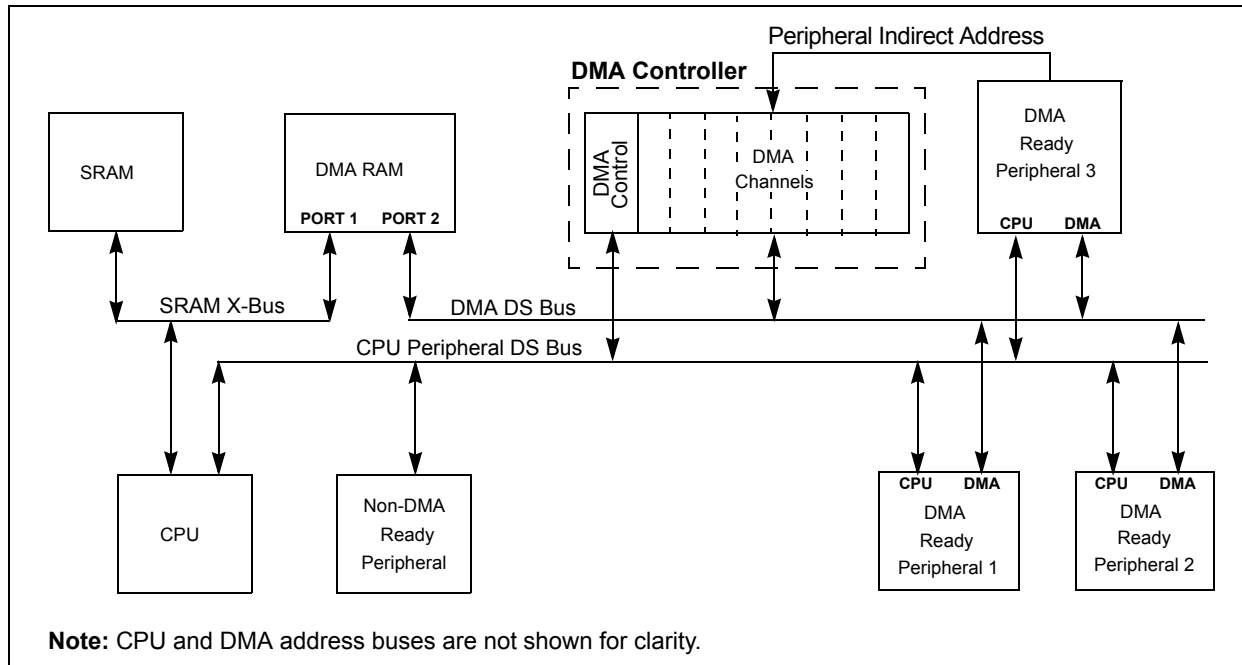 Peripheral Indirect Address
DMA Controller
SRAM
DMA RAM
PORT 1 PORT 2
DMA
Control
DMA
Channels
DMA
Ready
Peripheral 3
CPU DMA
SRAM X-Bus
DMA DS Bus
CPU Peripheral DS Bus
CPU
Non-DMA
Ready
Peripheral
CPU DMA
DMA
Ready
Peripheral 1
CPU DMA
DMA
Ready
Peripheral 2
Note: CPU and DMA address buses are not shown for clarity.